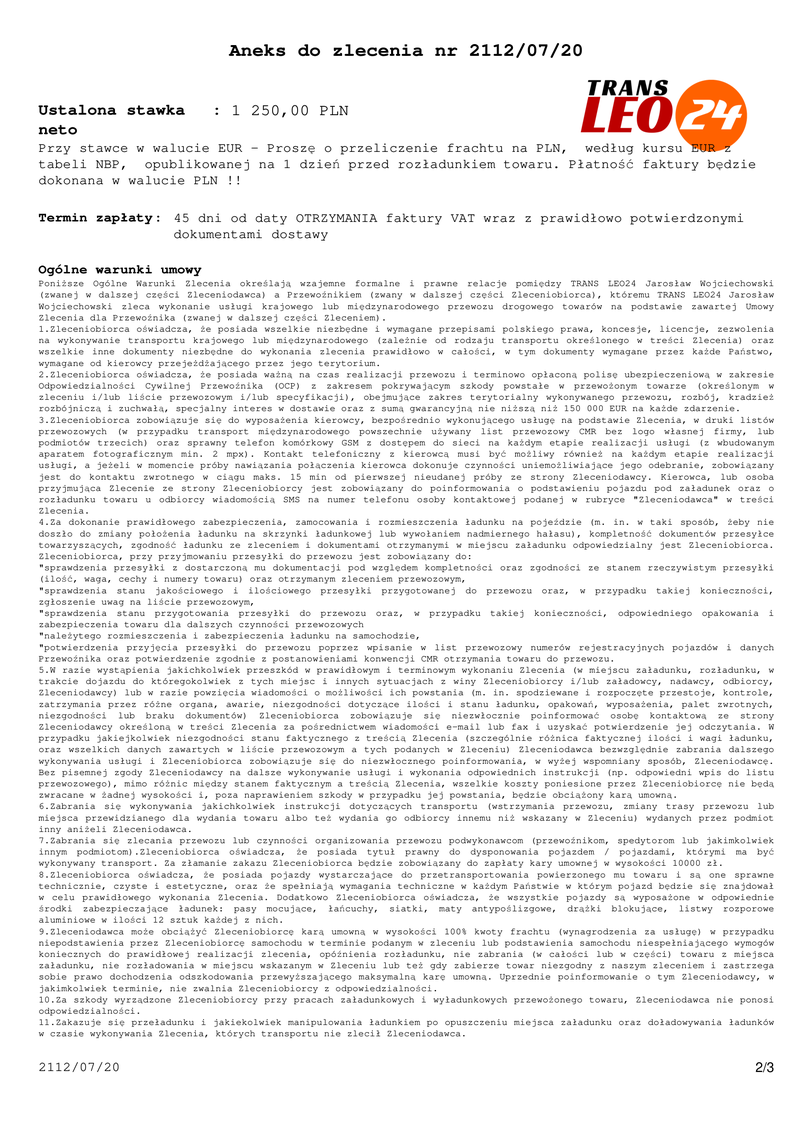 Aneks do zlecenia nr 2112/07/20
TRANS
LEO 24
Ustalona stawka : 1 250,00 PLN
neto
Przy stawce w walucie EUR - Proszę o przeliczenie frachtu na PLN, według kursu EUR z
tabeli NBP, opublikowanej na 1 dzień przed rozładunkiem towaru. Płatność faktury będzie
dokonana w walucie PLN !!
Termin zapłaty: 45 dni od daty OTRZYMANIA faktury VAT wraz z prawidłowo potwierdzonymi
dokumentami dostawy
Ogólne warunki umowy
Poniższe Ogólne Warunki Zlecenia określają wzajemne formalne i prawne relacje pomiędzy TRANS LEO24 Jarosław Wojciechowski
(zwanej w dalszej części Zleceniodawca) a Przewoźnikiem (zwany w dalszej części Zleceniobiorca), któremu TRANS LEO24 Jarosław
Wojciechowski zleca wykonanie usługi krajowego lub międzynarodowego przewozu drogowego towarów na podstawie zawartej Umowy
Zlecenia dla Przewoźnika (zwanej w dalszej części Zleceniem).
1.Zleceniobiorca oświadcza, że posiada wszelkie niezbędne i wymagane przepisami polskiego prawa, koncesje, licencje, zezwolenia
na wykonywanie transportu krajowego lub międzynarodowego (zależnie od rodzaju transportu określonego w treści Zlecenia) oraz
wszelkie inne dokumenty niezbędne do wykonania zlecenia prawidłowo w całości, w tym dokumenty wymagane przez każde Państwo,
wymagane od kierowcy przejeżdżającego przez jego terytorium.
2.Zleceniobiorca oświadcza, że posiada ważną na czas realizacji przewozu i terminowo opłaconą polisę ubezpieczeniową w zakresie
Odpowiedzialności Cywilnej Przewoźnika (OCP) z zakresem pokrywającym szkody powstałe w przewożonym towarze (określonym w
zleceniu i/lub liście przewozowym i/lub specyfikacji), obejmujące zakres terytorialny wykonywanego przewozu, rozbój, kradzież
rozbójniczą i zuchwałą, specjalny interes w dostawie oraz z sumą gwarancyjną nie niższą niż 150 000 EUR na każde zdarzenie.
3.Zleceniobiorca zobowiązuje się do wyposażenia kierowcy, bezpośrednio wykonującego usługę na podstawie Zlecenia, w druki listów
przewozowych (w przypadku transport międzynarodowego powszechnie używany list przewozowy CMR bez logo własnej firmy, lub
podmiotów trzecich) oraz sprawny telefon komórkowy GSM z dostępem do sieci na każdym etapie realizacji usługi (z wbudowanym
aparatem fotograficznym min. 2 mpx). Kontakt telefoniczny z kierowcą musi być możliwy również na każdym etapie realizacji
usługi, a jeżeli w momencie próby nawiązania połączenia kierowca dokonuje czynności uniemożliwiające jego odebranie, zobowiązany
jest do kontaktu zwrotnego w ciągu maks. 15 min od pierwszej nieudanej próby ze strony Zleceniodawcy. Kierowca, lub osoba
przyjmująca Zlecenie ze strony Zleceniobiorcy jest zobowiązany do poinformowania o podstawieniu pojazdu pod załadunek oraz o
rozładunku towaru u odbiorcy wiadomością SMS na numer telefonu osoby kontaktowej podanej w rubryce "Zleceniodawca" w treści
Zlecenia.
4.Za dokonanie prawidłowego zabezpieczenia, zamocowania i rozmieszczenia ładunku na pojeździe (m. in. w taki sposób, żeby nie
doszło do zmiany położenia ładunku na skrzynki ładunkowej lub wywołaniem nadmiernego hałasu), kompletność dokumentów przesyłce
towarzyszących, zgodność ładunku ze zleceniem i dokumentami otrzymanymi w miejscu załadunku odpowiedzialny jest Zleceniobiorca.
Zleceniobiorca, przy przyjmowaniu przesyłki do przewozu jest zobowiązany do:
"sprawdzenia przesyłki z dostarczoną mu dokumentacji pod względem kompletności oraz zgodności ze stanem rzeczywistym przesyłki
(ilość, waga, cechy i numery towaru) oraz otrzymanym zleceniem przewozowym,
"sprawdzenia stanu jakościowego i ilościowego przesyłki przygotowanej do przewozu oraz, w przypadku takiej konieczności,
zgłoszenie uwag na liście przewozowym,
"sprawdzenia stanu przygotowania przesyłki do przewozu oraz, w przypadku takiej konieczności, odpowiedniego opakowania i
zabezpieczenia towaru dla dalszych czynności przewozowych
"należytego rozmieszczenia i zabezpieczenia ładunku na samochodzie,
"potwierdzenia przyjęcia przesyłki do przewozu poprzez wpisanie w list przewozowy numerów rejestracyjnych pojazdów i danych
Przewoźnika oraz potwierdzenie zgodnie z postanowieniami konwencji CMR otrzymania towaru do przewozu.
5.W razie wystąpienia jakichkolwiek przeszkód w prawidłowym i terminowym wykonaniu Zlecenia (w miejscu załadunku, rozładunku, w
trakcie dojazdu do któregokolwiek z tych miejsc i innych sytuacjach z winy Zleceniobiorcy i/lub załadowcy, nadawcy, odbiorcy,
Zleceniodawcy) lub w razie powzięcia wiadomości o możliwości ich powstania (m. in. spodziewane i rozpoczęte przestoje, kontrole,
zatrzymania przez różne organa, awarie, niezgodności dotyczące ilości i stanu ładunku, opakowań, wyposażenia, palet zwrotnych,
niezgodności lub braku dokumentów) Zleceniobiorca zobowiązuje się niezwłocznie poinformować osobę kontaktową ze strony
Zleceniodawcy określoną w treści Zlecenia za pośrednictwem wiadomości e-mail lub fax i uzyskać potwierdzenie jej odczytania. W
przypadku jakiejkolwiek niezgodności stanu faktycznego z treścią Zlecenia (szczególnie różnica faktycznej ilości i wagi ładunku,
oraz wszelkich danych zawartych w liście przewozowym a tych podanych w Zleceniu) Zleceniodawca bezwzględnie zabrania dalszego
wykonywania usługi i Zleceniobiorca zobowiązuje się do niezwłocznego poinformowania, w wyżej wspomniany sposób, Zleceniodawcę.
Bez pisemnej zgody Zleceniodawcy na dalsze wykonywanie usługi i wykonania odpowiednich instrukcji (np. odpowiedni wpis do listu
przewozowego), mimo różnic między stanem faktycznym a treścią Zlecenia, wszelkie koszty poniesione przez Zleceniobiorcę nie będą
zwracane w żadnej wysokości i, poza naprawieniem szkody w przypadku jej powstania, będzie obciążony karą umowną.
6.Zabrania się wykonywania jakichkolwiek instrukcji dotyczących transportu (wstrzymania przewozu, zmiany trasy przewozu lub
miejsca przewidzianego dla wydania towaru albo też wydania go odbiorcy innemu niż wskazany w Zleceniu) wydanych przez podmiot
inny aniżeli Zleceniodawca.
7.Zabrania się zlecania przewozu lub czynności organizowania przewozu podwykonawcom (przewoźnikom, spedytorom lub jakimkolwiek
innym podmiotom).Zleceniobiorca oświadcza, że posiada tytuł prawny do dysponowania pojazdem / pojazdami, którymi ma być
wykonywany transport. Za złamanie zakazu Zleceniobiorca będzie zobowiązany do zapłaty kary umownej w wysokości 10000 zł.
8.Zleceniobiorca oświadcza, że posiada pojazdy wystarczające do przetransportowania powierzonego mu towaru i są one sprawne
technicznie, czyste i estetyczne, oraz że spełniają wymagania techniczne w każdym Państwie w którym pojazd będzie się znajdował
w celu prawidłowego wykonania Zlecenia. Dodatkowo Zleceniobiorca oświadcza, że wszystkie pojazdy są wyposażone w odpowiednie
środki zabezpieczające ładunek: pasy mocujące, łańcuchy, siatki, maty antypoślizgowe, drążki blokujące, listwy rozporowe
aluminiowe w ilości 12 sztuk każdej z nich.
9.Zleceniodawca może obciążyć Zleceniobiorcę karą umowną w wysokości 100% kwoty frachtu (wynagrodzenia za usługę) w przypadku
niepodstawienia przez Zleceniobiorcę samochodu w terminie podanym w zleceniu lub podstawienia samochodu niespełniającego wymogów
koniecznych do prawidłowej realizacji zlecenia, opóźnienia rozładunku, nie zabrania (w całości lub w części) towaru z miejsca
załadunku, nie rozładowania w miejscu wskazanym w Zleceniu lub też gdy zabierze towar niezgodny z naszym zleceniem i zastrzega
sobie prawo dochodzenia odszkodowania przewyższającego maksymalną karę umowną. Uprzednie poinformowanie o tym Zleceniodawcy, w
jakimkolwiek terminie, nie zwalnia Zleceniobiorcy z odpowiedzialności.
10.Za szkody wyrządzone Zleceniobiorcy przy pracach załadunkowych i wyładunkowych przewożonego towaru, Zleceniodawca nie ponosi
odpowiedzialności.
11.Zakazuje się przeładunku i jakiekolwiek manipulowania ładunkiem po opuszczeniu miejsca załadunku oraz doładowywania ładunków
w czasie wykonywania Zlecenia, których transportu nie zlecił Zleceniodawca.
2112/07/20
2/3